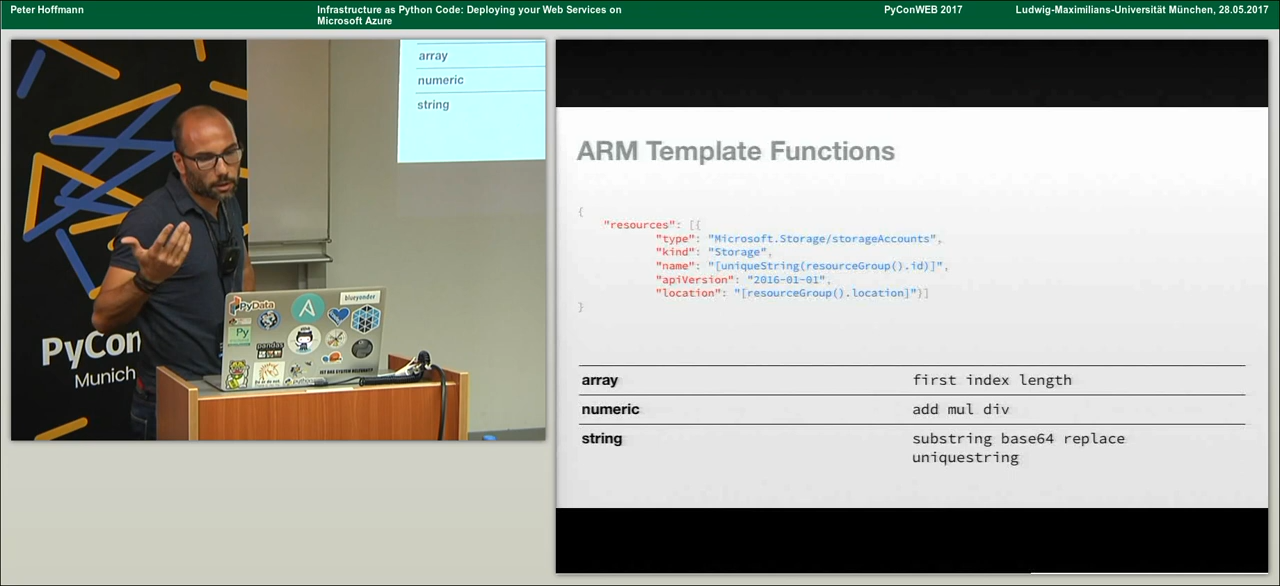 Peter Hoffmann
Infrastructure as Python Code: Deploying your Web Services on
Microsoft Azure
PyConWEB 2017
Ludwig-Maximilians-Universität München, 28.05.2017
array
numeric
string
PyCon
Munich
PyData
blueyonder
Py
pandas
ARM Template Functions
{
"resources": [{
"type": "Microsoft.Storage/storageAccounts",
"kind": "Storage",
"name": "[uniqueString(resourceGroup().id)]",
"apiVersion": "2016-01-01",
"location": "[resourceGroup().location]"}]
}
array first index length
numeric add mul div
string substring base64 replace
uniquestring